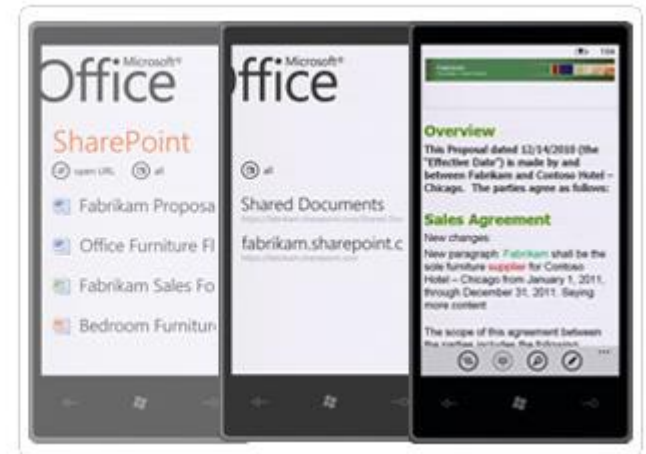 Microsoft®
Office
SharePoint
open URL
all
Fabrikam Proposa
Office Furniture Fl
Fabrikam Sales Fo
Bedroom Furniture
Microsoft®
ffice
all
Shared Documents
fabrikam.sharepoint.c
1:04
Overview
This Proposal dated 12/14/2010 (the
"Effective Date") is made by and
between Fabrikam and Contoso Hotel –
Chicago. The parties agree as follows:
Sales Agreement
New changes:
New paragraph: Fabrikam shall be the
sole furniture supplier for Contoso
Hotel – Chicago from January 1, 2011,
through December 31, 2011. Saying
more content
The scope of this agreement between
the parties includes the following